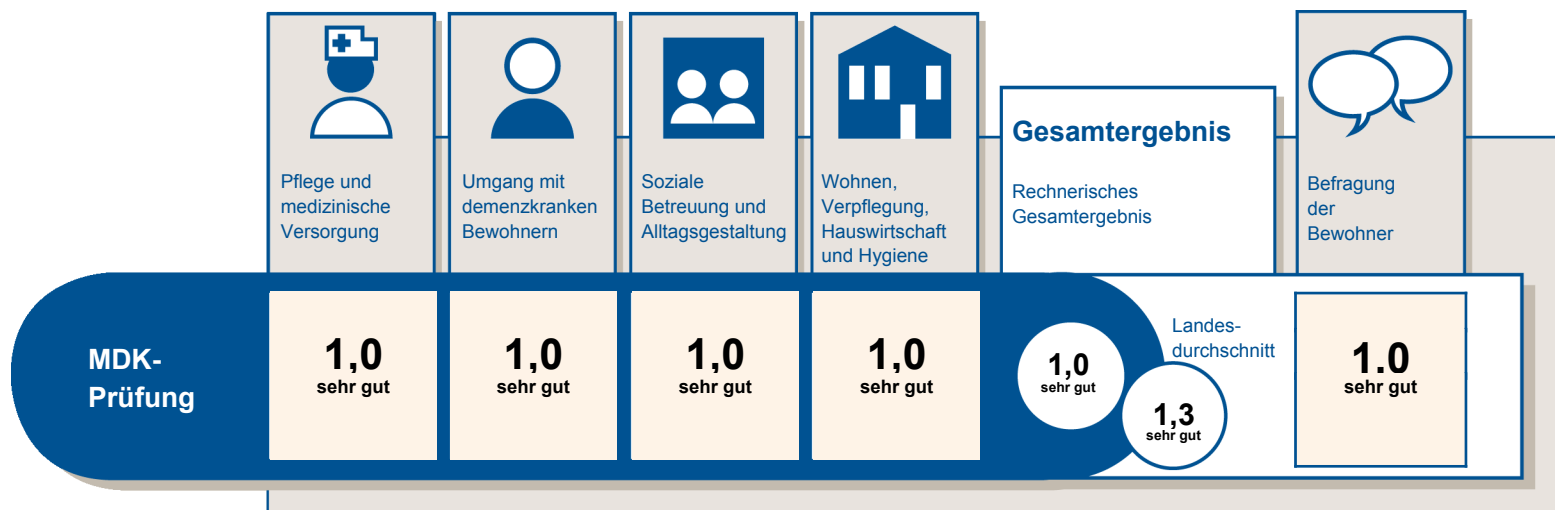 Pflege und
medizinische
Versorgung
Umgang mit
demenzkranken
Bewohnern
Soziale
Betreuung und
Alltagsgestaltung
Wohnen,
Verpflegung,
Hauswirtschaft
und Hygiene
Gesamtergebnis
Rechnerisches
Gesamtergebnis
Befragung
der
Bewohner
MDK-
Prüfung
1,0
sehr gut
1,0
sehr gut
1,0
sehr gut
1,0
sehr gut
1,0
sehr gut
Landes-
durchschnitt
1,3
sehr gut
1.0
sehr gut